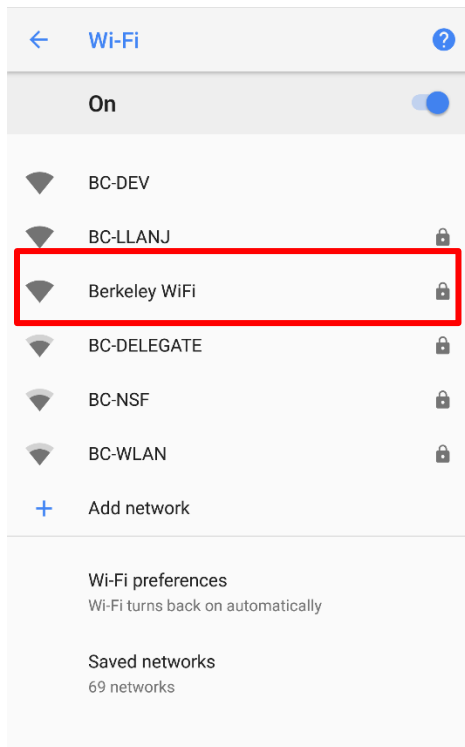 Wi-Fi
?
On
BC-DEV
BC-LLANJ
Berkeley WiFi
BC-DELEGATE
BC-NSF
BC-WLAN
Add network
Wi-Fi preferences
Wi-Fi turns back on automatically
Saved networks
69 networks